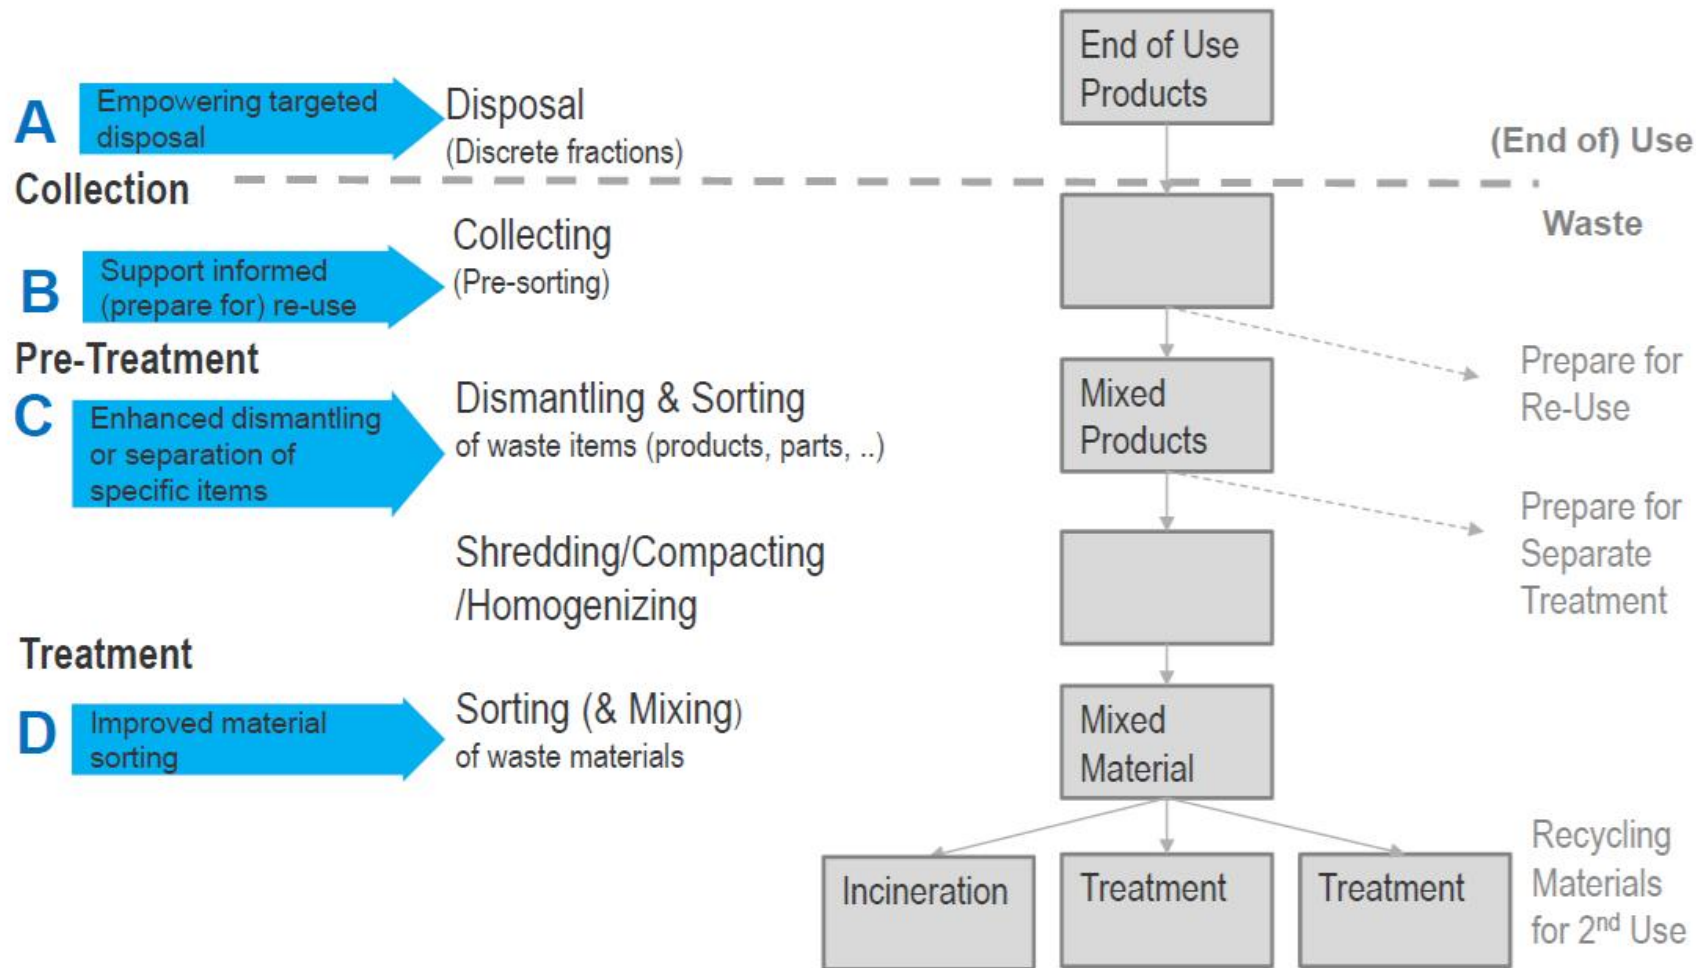 End of Use
Products
A
Empowering targeted
disposal
Disposal
(Discrete fractions)
(End of) Use
Collection
Waste
B
Support informed
(prepare for) re-use
Collecting
(Pre-sorting)
Pre-Treatment
Prepare for
Re-Use
C
Enhanced dismantling
or separation of
specific items
Dismantling & Sorting
of waste items (products, parts, ..)
Mixed
Products
Prepare for
Separate
Treatment
Shredding/Compacting
/Homogenizing
Treatment
D
Improved material
sorting
Sorting (& Mixing)
of waste materials
Mixed
Material
Incineration
Treatment
Treatment
Recycling
Materials
for 2nd Use